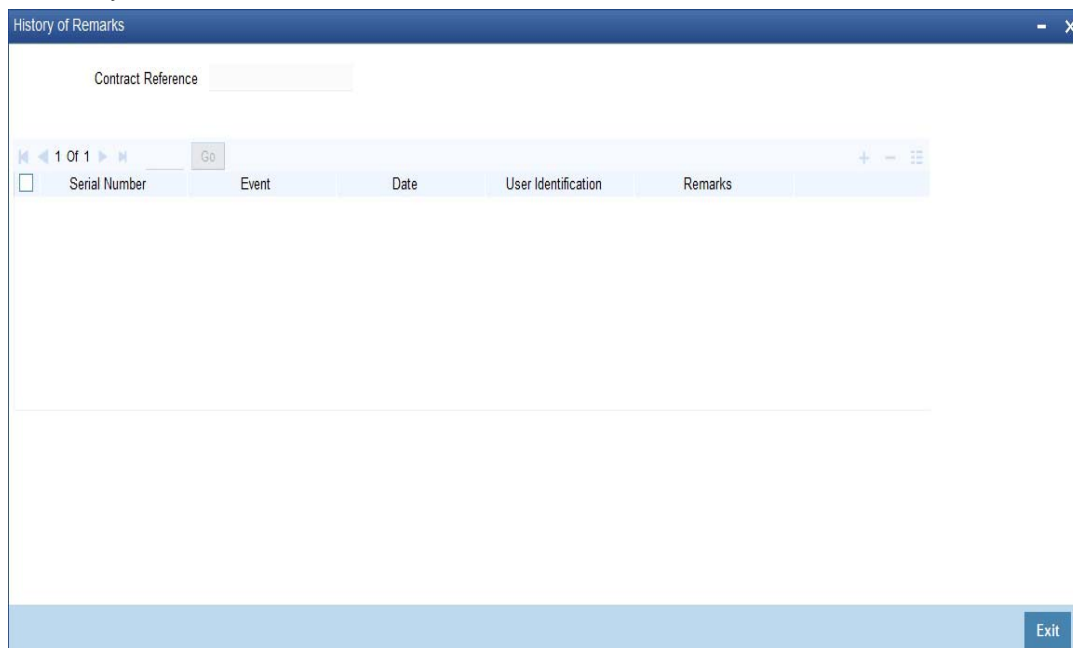 History of Remarks
Contract Reference
1 Of 1 Go
Serial Number Event Date User Identification Remarks
Exit